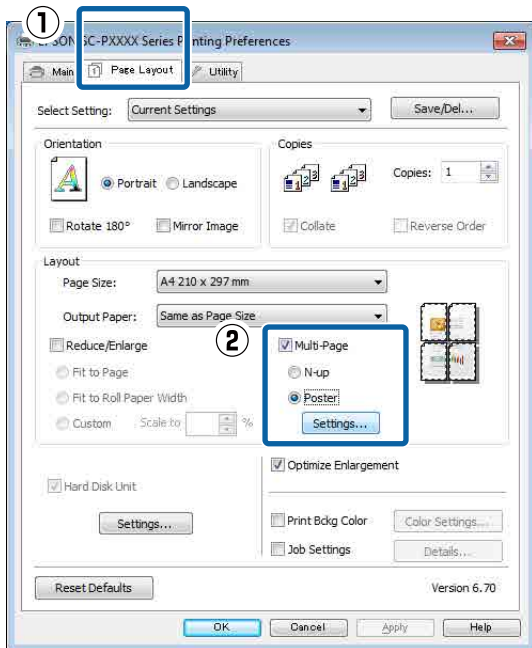 1
EPSON SC-PXXXX Series Printing Preferences
Main
Page Layout
Utility
Select Setting:
Current Settings
Save/Del...
Orientation
Portrait
Landscape
Rotate 180°
Mirror Image
Copies
Copies:
1
Collate
Reverse Order
Layout
Page Size:
A4 210 x 297 mm
Output Paper:
Same as Page Size
Reduce/Enlarge
Fit to Page
Fit to Roll Paper Width
Custom
Scale to
%
2
Multi-Page
N-up
Poster
Settings...
Optimize Enlargement
Hard Disk Unit
Settings...
Print Bckg Color
Color Settings...
Job Settings
Details...
Reset Defaults
Version 6.70
OK
Cancel
Apply
Help